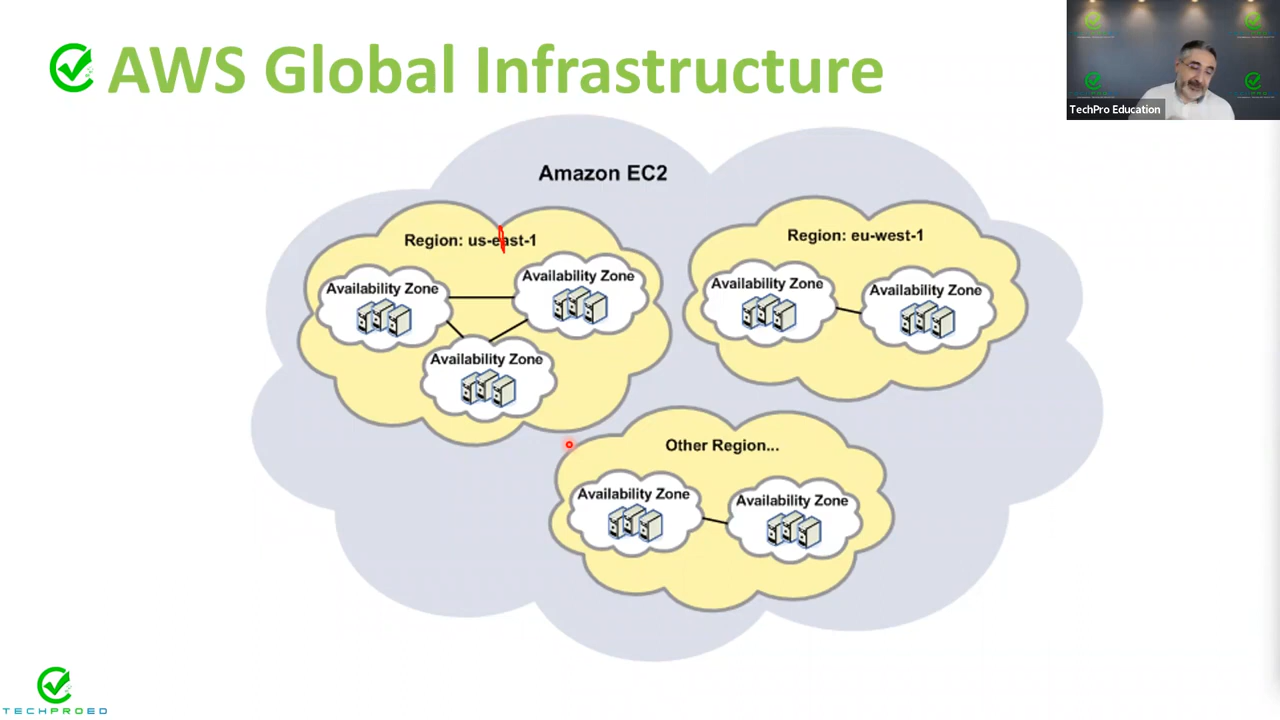 AWS Global Infrastructure
TechPro Education
Amazon EC2
Region: us-east-1
Availability Zone
Availability Zone
Availability Zone
Region: eu-west-1
Availability Zone
Availability Zone
Other Region...
Availability Zone
Availability Zone
TECHPROED